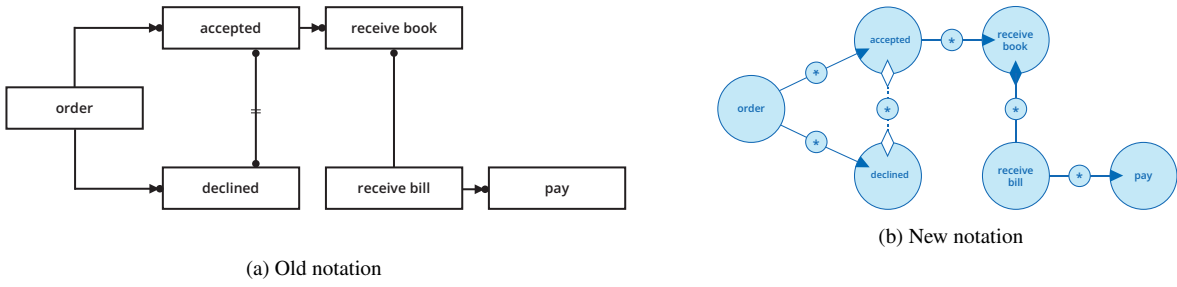 accepted
receive book
order
declined
receive bill
pay
(a) Old notation
accepted
*
receive
book
*
order
*
*
*
declined
receive
bill
*
pay
(b) New notation